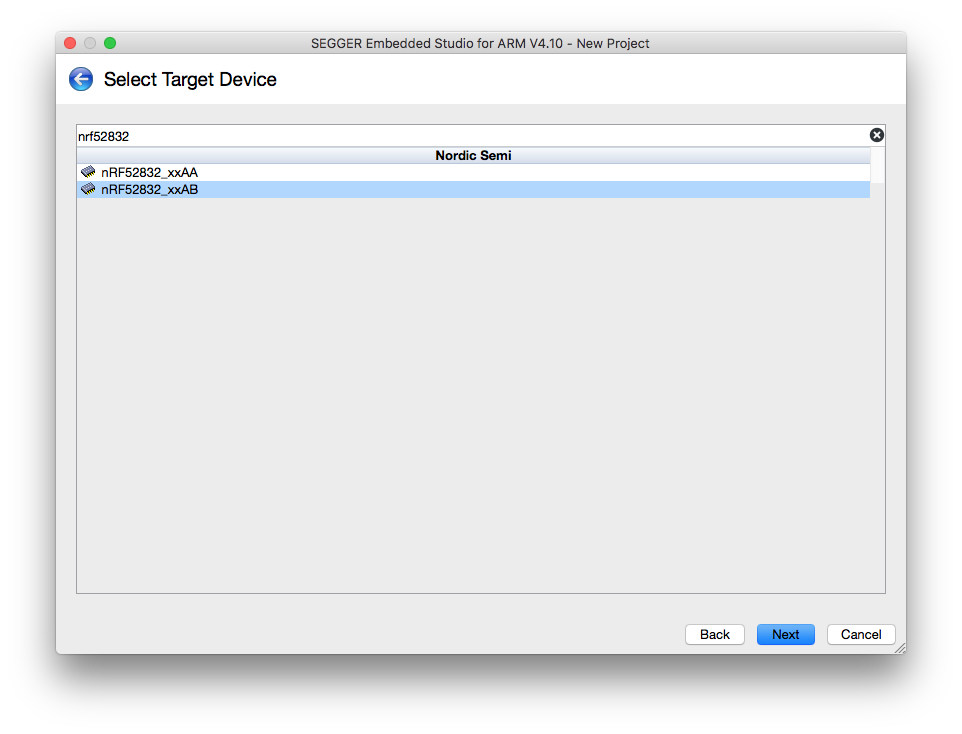 SEGGER Embedded Studio for ARM V4.10 - New Project
Select Target Device
nrf52832
Nordic Semi
nRF52832_xxAA
nRF52832_xxAB
Back Next Cancel